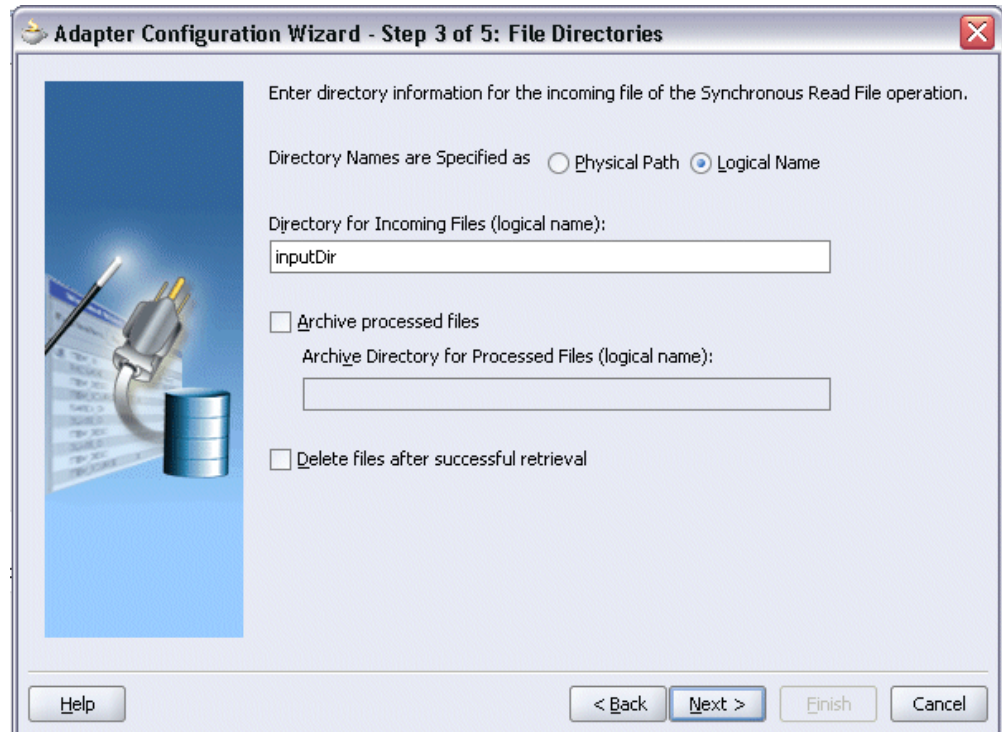 Adapter Configuration Wizard - Step 3 of 5: File Directories
Enter directory information for the incoming file of the Synchronous Read File operation.
Directory Names are Specified as Physical Path Logical Name
Directory for Incoming Files (logical name):
inputDir
Archive processed files
Archive Directory for Processed Files (logical name):
Delete files after successful retrieval
Help < Back Next > Finish Cancel